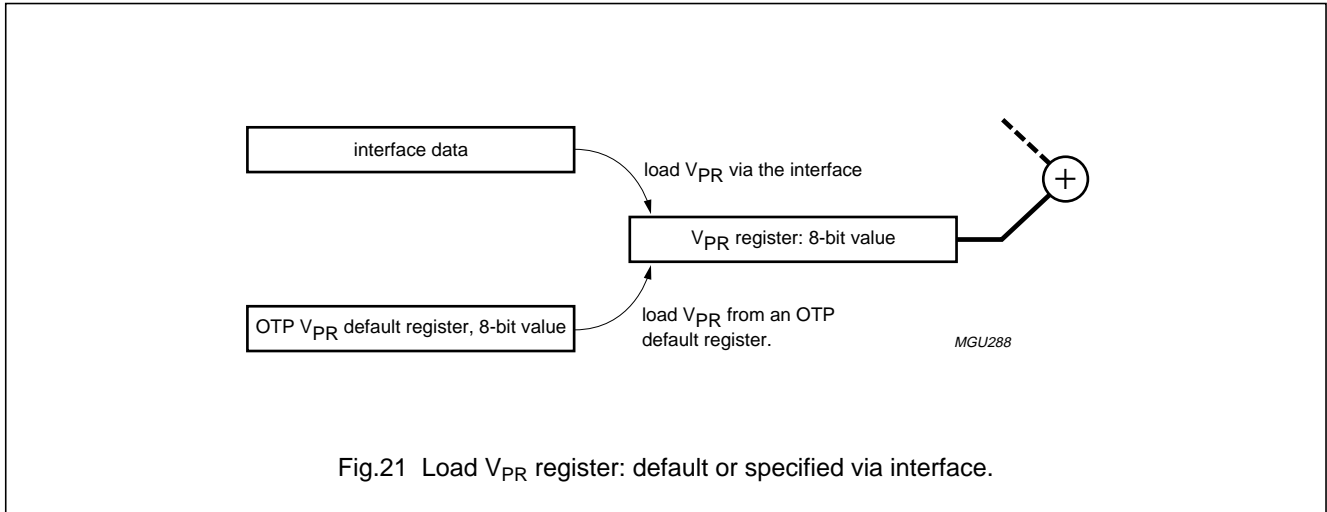 interface data
load VPR via the interface
+
VPR register: 8-bit value
OTP VPR default register, 8-bit value
load VPR from an OTP
default register.
MGU288
Fig.21 Load VPR register: default or specified via interface.